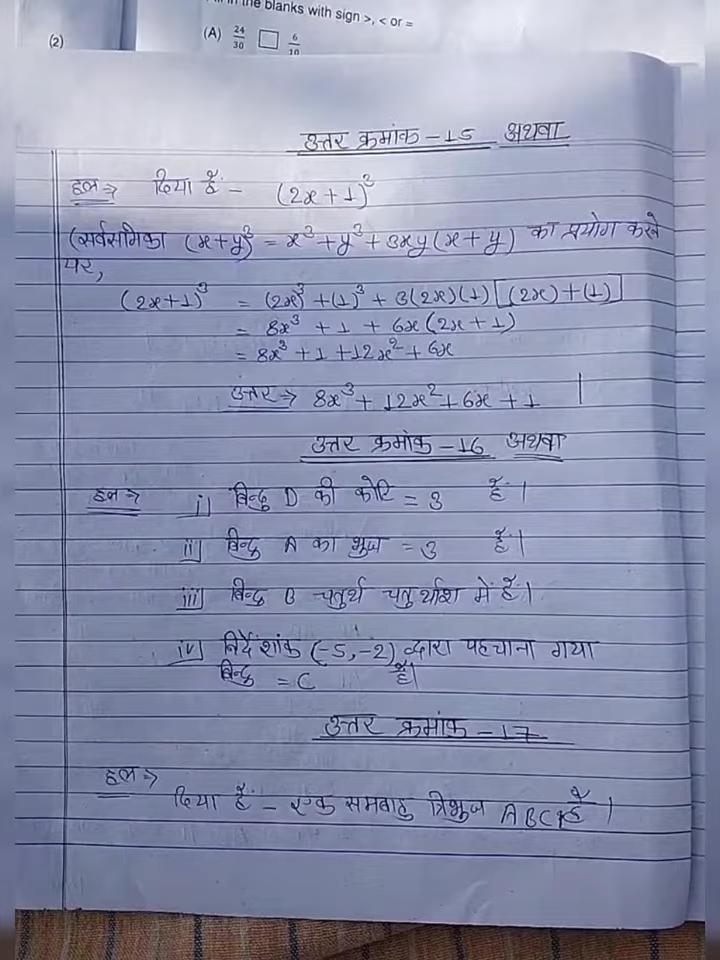 the blanks with sign >, < or =
(2)
(A) 24/30 □ 6/10
उत्तर क्रमांक - 15 अथवा
हल ⇒ दिया है - (2x + 1)³
(सर्वसमिका (x+y)³ = x³ + y³ + 3xy (x + y) का प्रयोग करने
पर,
(2x+1)³ = (2x)³ + (1)³ + 3(2x)(1) [(2x) + (1)]
= 8x³ + 1 + 6x (2x + 1)
= 8x³ + 1 + 12x² + 6x
उत्तर ⇒ 8x³ + 12x² + 6x + 1 |
उत्तर क्रमांक - 16 अथवा
हल ⇒ i] बिन्दु D की कोटि = 3 है।
ii] बिन्दु A का भुज = 3 है।
iii] बिन्दु B चतुर्थ चतुर्थांश में है।
iv] निर्देशांक (-5, -2) द्वारा पहचाना गया
बिन्दु = C है।
उत्तर क्रमांक - 17
हल ⇒
दिया है - एक समबाहु त्रिभुज ABC है।